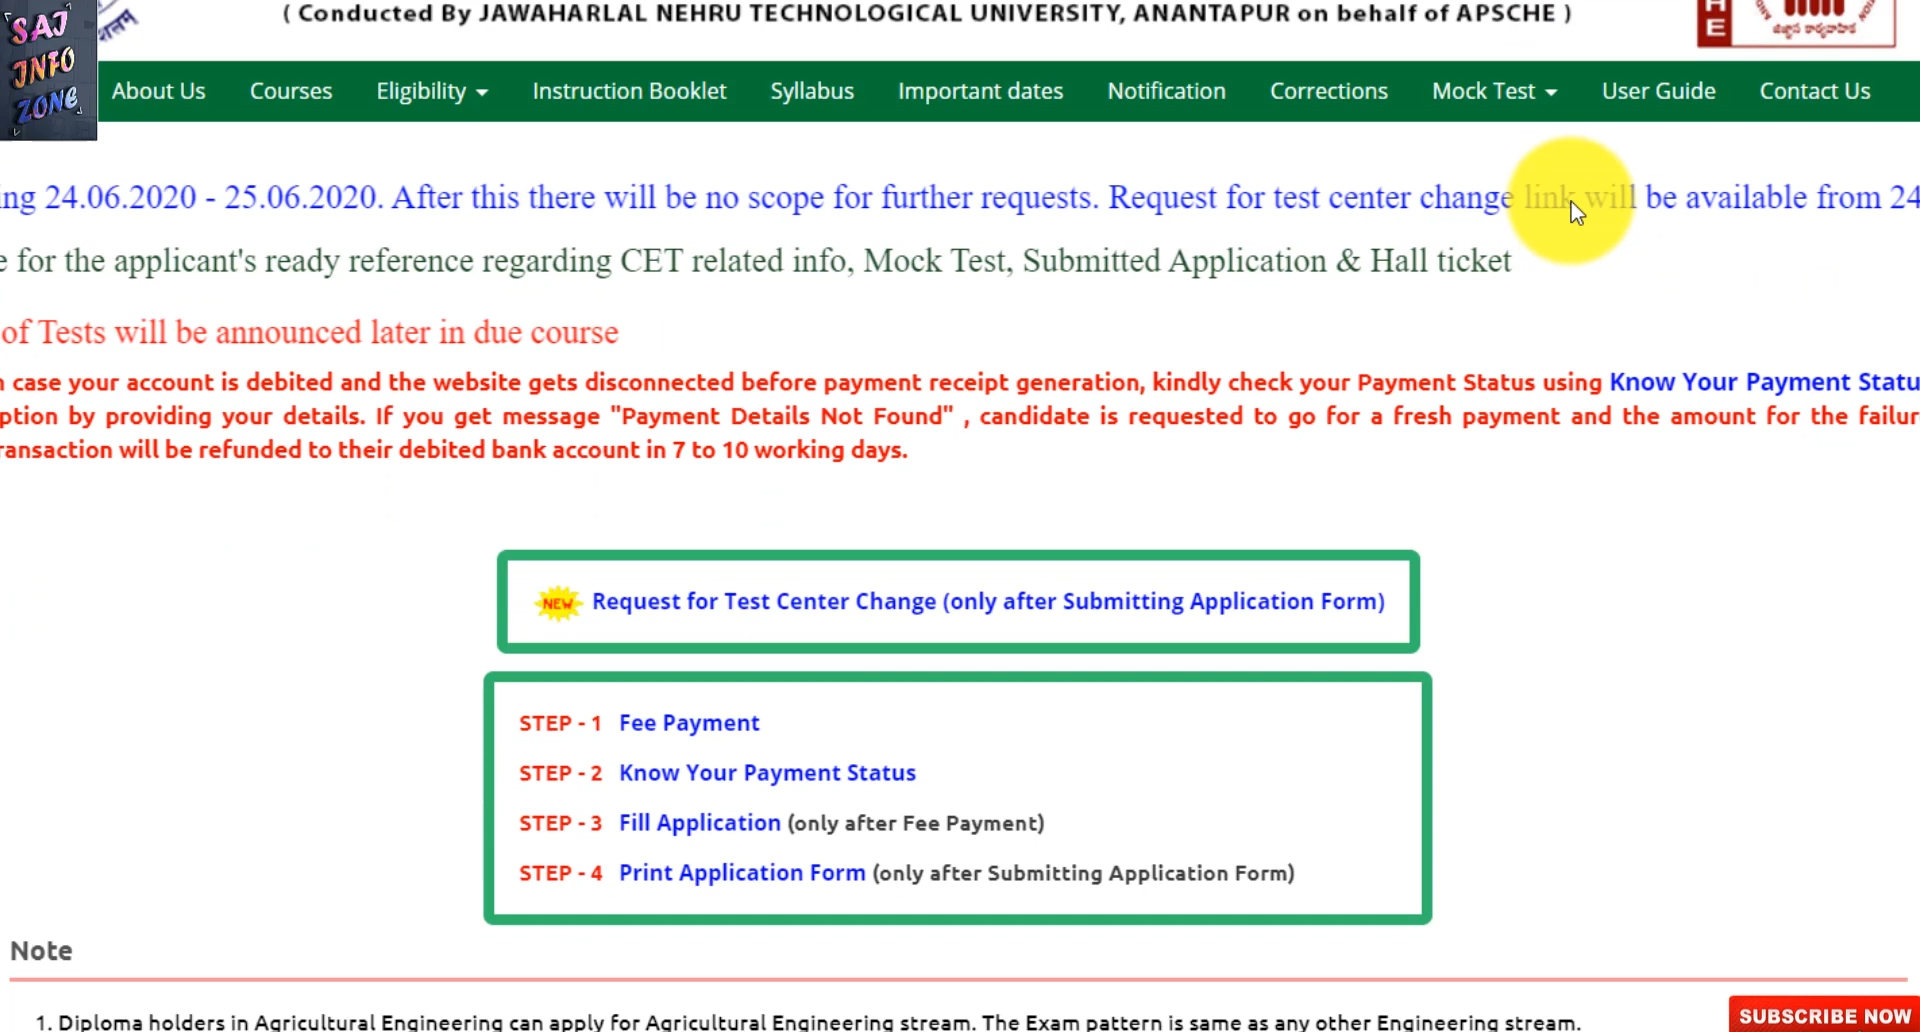 SAJ
INFO
ZONE
( Conducted By JAWAHARLAL NEHRU TECHNOLOGICAL UNIVERSITY, ANANTAPUR on behalf of APSCHE )
HE
About Us Courses Eligibility Instruction Booklet Syllabus Important dates Notification Corrections Mock Test User Guide Contact Us
ing 24.06.2020 - 25.06.2020. After this there will be no scope for further requests. Request for test center change link will be available from 24
e for the applicant's ready reference regarding CET related info, Mock Test, Submitted Application & Hall ticket
of Tests will be announced later in due course
n case your account is debited and the website gets disconnected before payment receipt generation, kindly check your Payment Status using Know Your Payment Statu
ption by providing your details. If you get message "Payment Details Not Found" , candidate is requested to go for a fresh payment and the amount for the failur
ransaction will be refunded to their debited bank account in 7 to 10 working days.
NEW Request for Test Center Change (only after Submitting Application Form)
STEP - 1 Fee Payment
STEP - 2 Know Your Payment Status
STEP - 3 Fill Application (only after Fee Payment)
STEP - 4 Print Application Form (only after Submitting Application Form)
Note
1. Diploma holders in Agricultural Engineering can apply for Agricultural Engineering stream. The Exam pattern is same as any other Engineering stream.
SUBSCRIBE NOW